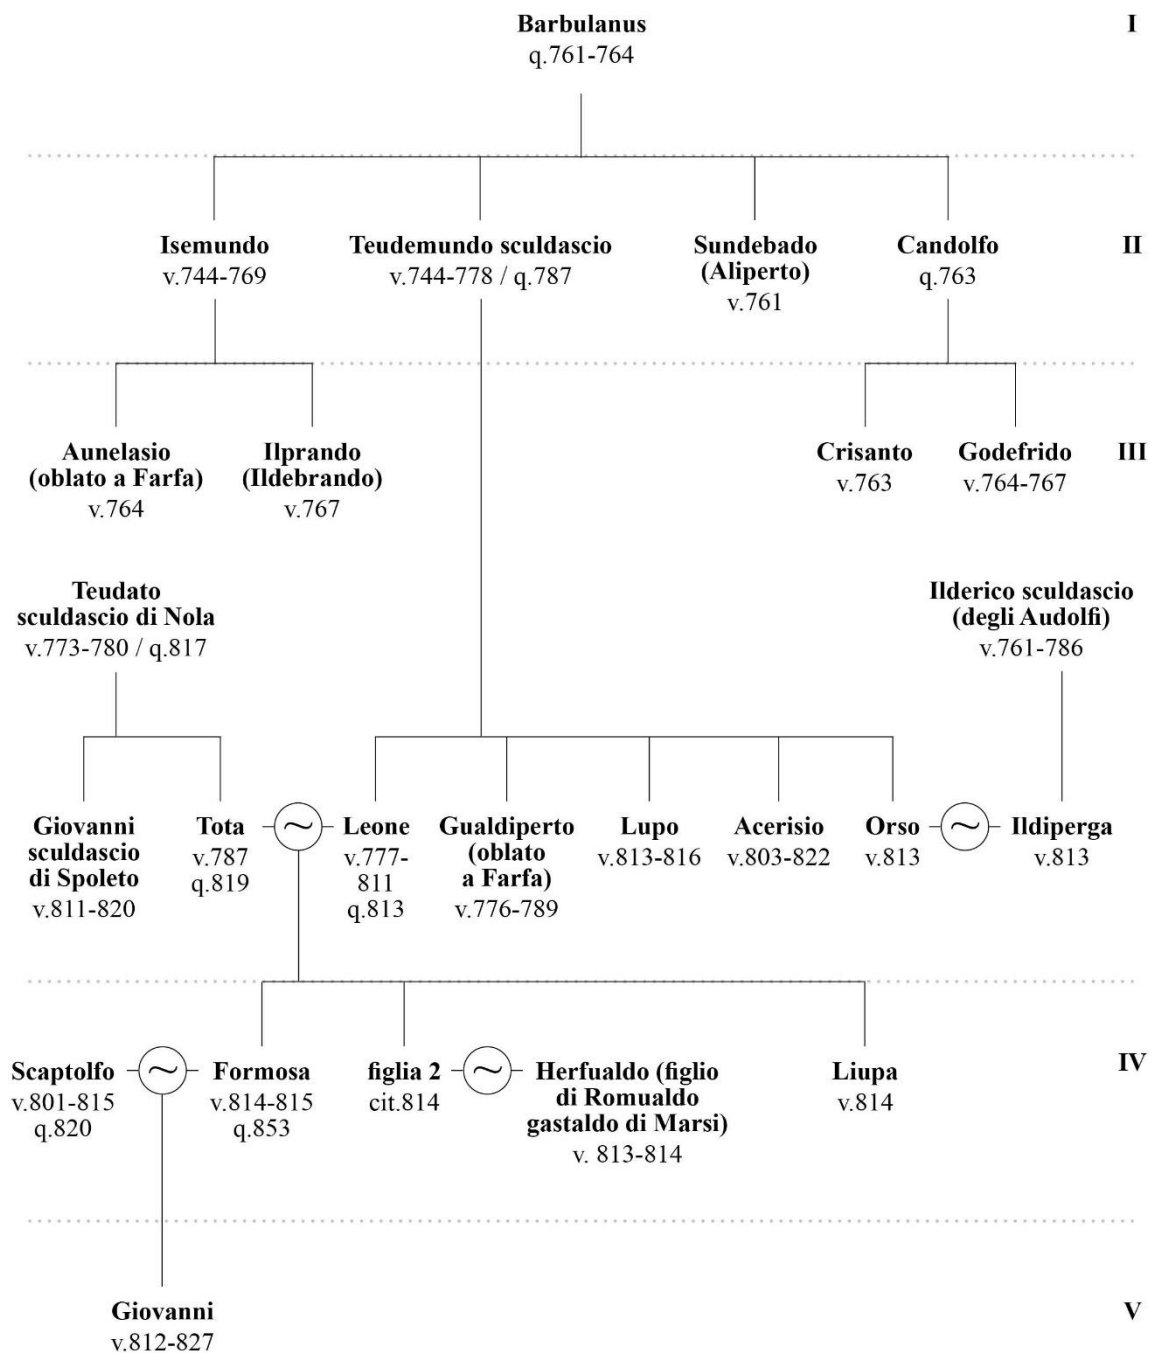 Barbulanus
q.761-764
I
Isemundo
v.744-769
Teudemundo sculdascio
v.744-778 / q.787
Sundebado
(Aliperto)
v.761
Candolfo
q.763
II
Aunelasio
(oblato a Farfa)
v.764
Ilprando
(Ildebrando)
v.767
Crisanto
v.763
Godefrido
v.764-767
III
Teudato
sculdascio di Nola
v.773-780 / q.817
Ilderico sculdascio
(degli Audolfi)
v.761-786
Giovanni
sculdascio
di Spoleto
v.811-820
Tota
v.787
q.819
~
Leone
v.777-
811
q.813
Gualdiperto
(oblato
a Farfa)
v.776-789
Lupo
v.813-816
Acerisio
v.803-822
Orso
v.813
~
Ildiperga
v.813
Scaptolfo
v.801-815
q.820
~
Formosa
v.814-815
q.853
figlia 2
cit.814
~
Herfualdo (figlio
di Romualdo
gastaldo di Marsi)
v. 813-814
Liupa
v.814
IV
Giovanni
v.812-827
V